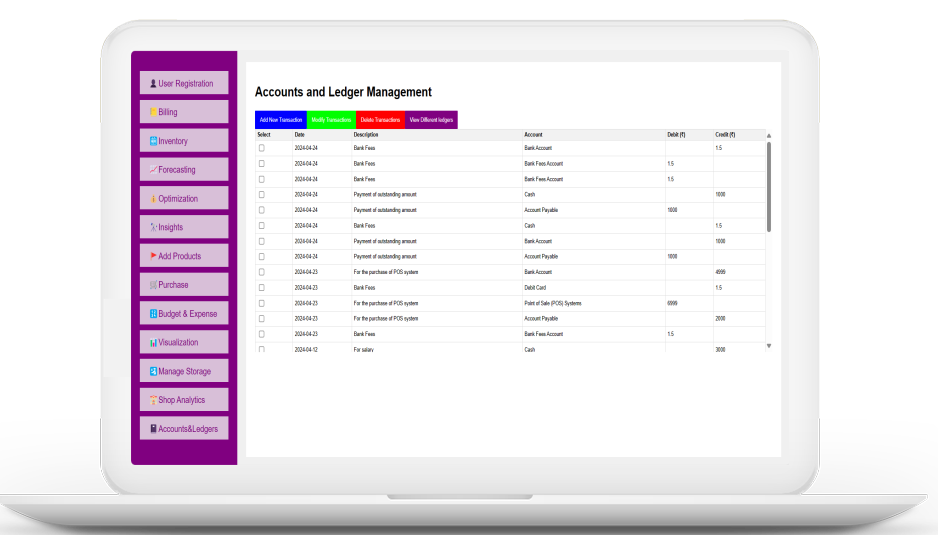 User Registration
Billing
Inventory
Forecasting
Optimization
Insights
Add Products
Purchase
Budget & Expense
Visualization
Manage Storage
Shop Analytics
Accounts&Ledgers
Accounts and Ledger Management
Add New Transaction Modify Transactions Delete Transactions View Different ledgers
Select Date Description Account Debit (₹) Credit (₹)
2024-04-24 Bank Fees Bank Account 1.5
2024-04-24 Bank Fees Bank Fees Account 1.5
2024-04-24 Bank Fees Bank Fees Account 1.5
2024-04-24 Payment of outstanding amount Cash 1000
2024-04-24 Payment of outstanding amount Account Payable 1000
2024-04-24 Bank Fees Cash 1.5
2024-04-24 Payment of outstanding amount Bank Account 1000
2024-04-24 Payment of outstanding amount Account Payable 1000
2024-04-23 For the purchase of POS system Bank Account 4999
2024-04-23 Bank Fees Debit Card 1.5
2024-04-23 For the purchase of POS system Point of Sale (POS) Systems 6999
2024-04-23 For the purchase of POS system Account Payable 2000
2024-04-23 Bank Fees Bank Fees Account 1.5
2024-04-12 For salary Cash 3000